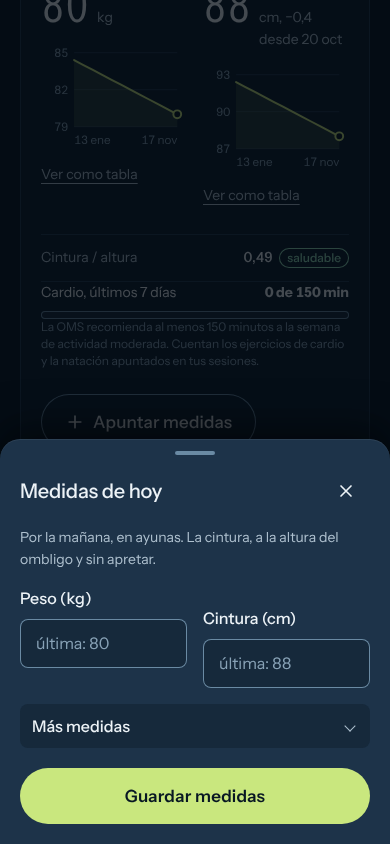 80 kg
88 cm, −0,4
desde 20 oct
85
82
79
13 ene 17 nov
93
90
87
13 ene 17 nov
Ver como tabla
Ver como tabla
Cintura / altura 0,49 saludable
Cardio, últimos 7 días 0 de 150 min
La OMS recomienda al menos 150 minutos a la semana
de actividad moderada. Cuentan los ejercicios de cardio
y la natación apuntados en tus sesiones.
+ Apuntar medidas
Medidas de hoy
Por la mañana, en ayunas. La cintura, a la altura del
ombligo y sin apretar.
Peso (kg)
última: 80
Cintura (cm)
última: 88
Más medidas
Guardar medidas